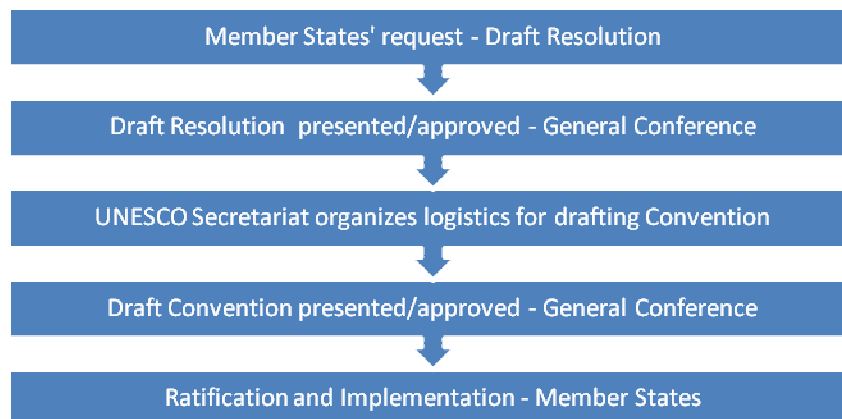 Member States' request - Draft Resolution
Draft Resolution presented/approved - General Conference
UNESCO Secretariat organizes logistics for drafting Convention
Draft Convention presented/approved - General Conference
Ratification and Implementation - Member States